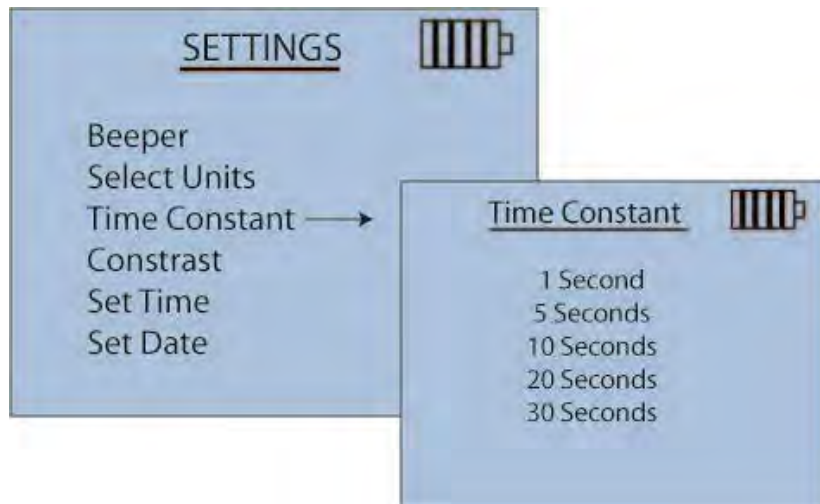 SETTINGS
Beeper
Select Units
Time Constant
Constrast
Set Time
Set Date
Time Constant
1 Second
5 Seconds
10 Seconds
20 Seconds
30 Seconds